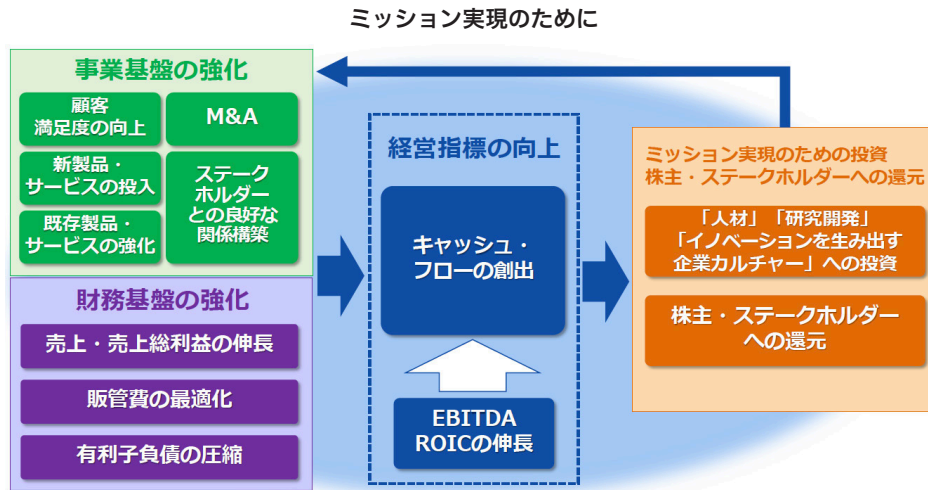 ミッション実現のために
事業基盤の強化
顧客
満足度の向上
M&A
新製品・
サービスの投入
ステーク
ホルダー
との良好な
関係構築
既存製品・
サービスの強化
財務基盤の強化
売上・売上総利益の伸長
販管費の最適化
有利子負債の圧縮
経営指標の向上
キャッシュ・
フローの創出
EBITDA
ROICの伸長
ミッション実現のための投資
株主・ステークホルダーへの還元
「人材」「研究開発」
「イノベーションを生み出す
企業カルチャー」への投資
株主・ステークホルダー
への還元